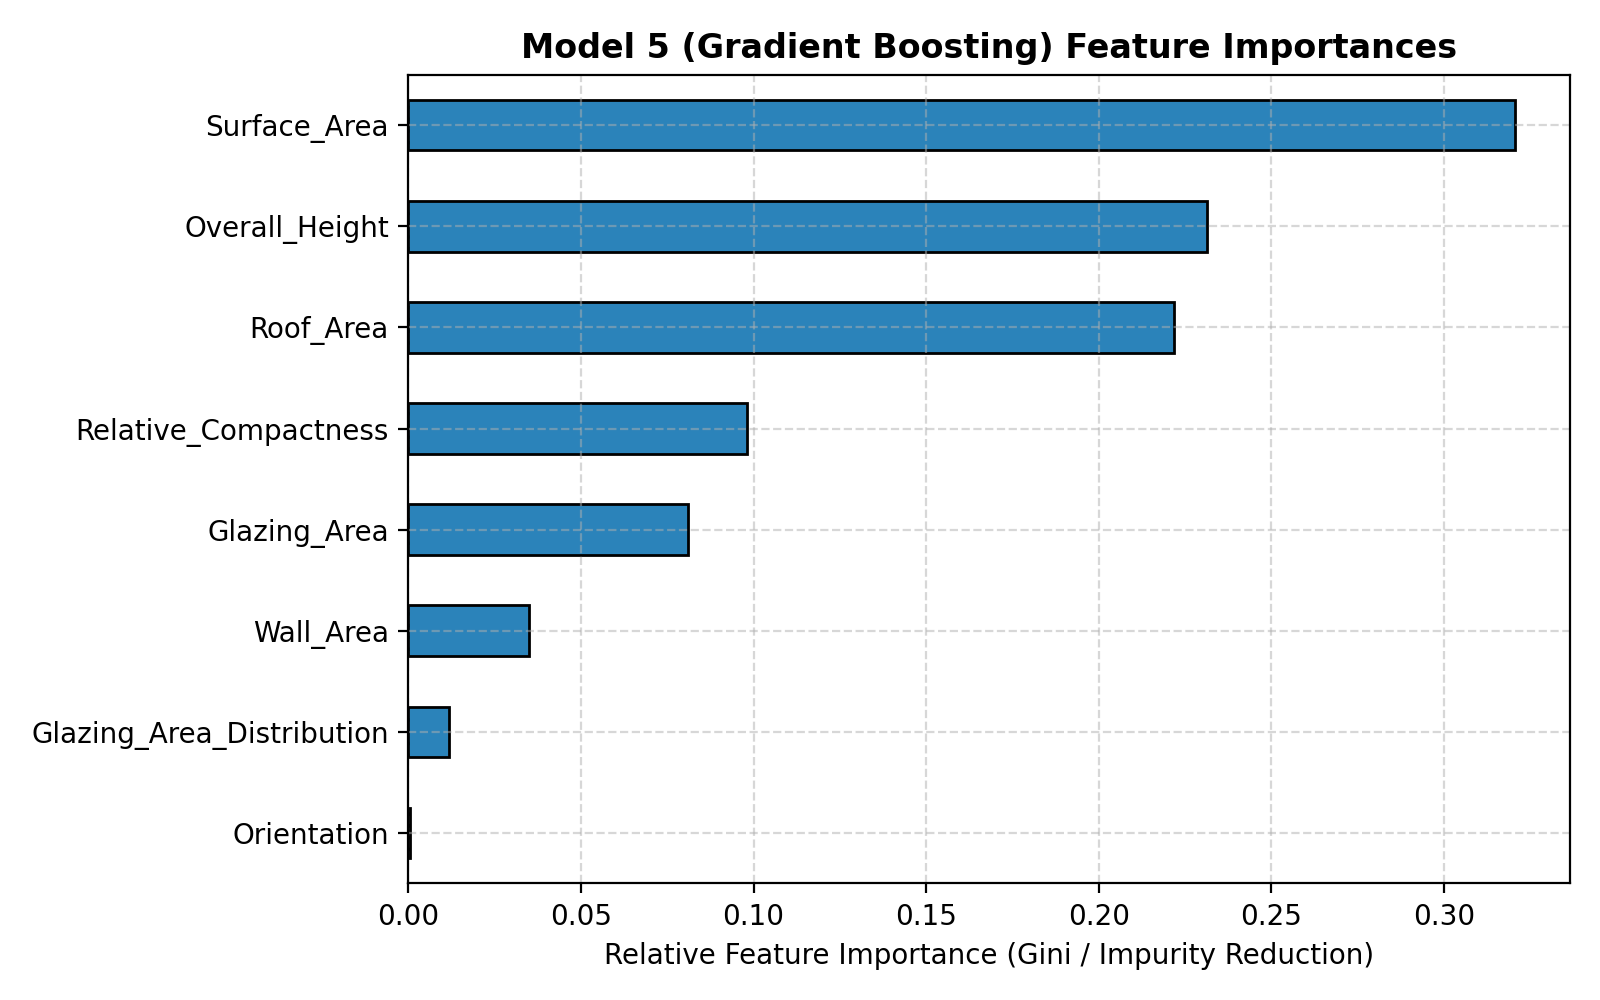 Model 5 (Gradient Boosting) Feature Importances
Surface_Area
Overall_Height
Roof_Area
Relative_Compactness
Glazing_Area
Wall_Area
Glazing_Area_Distribution
Orientation
0.00 0.05 0.10 0.15 0.20 0.25 0.30
Relative Feature Importance (Gini / Impurity Reduction)